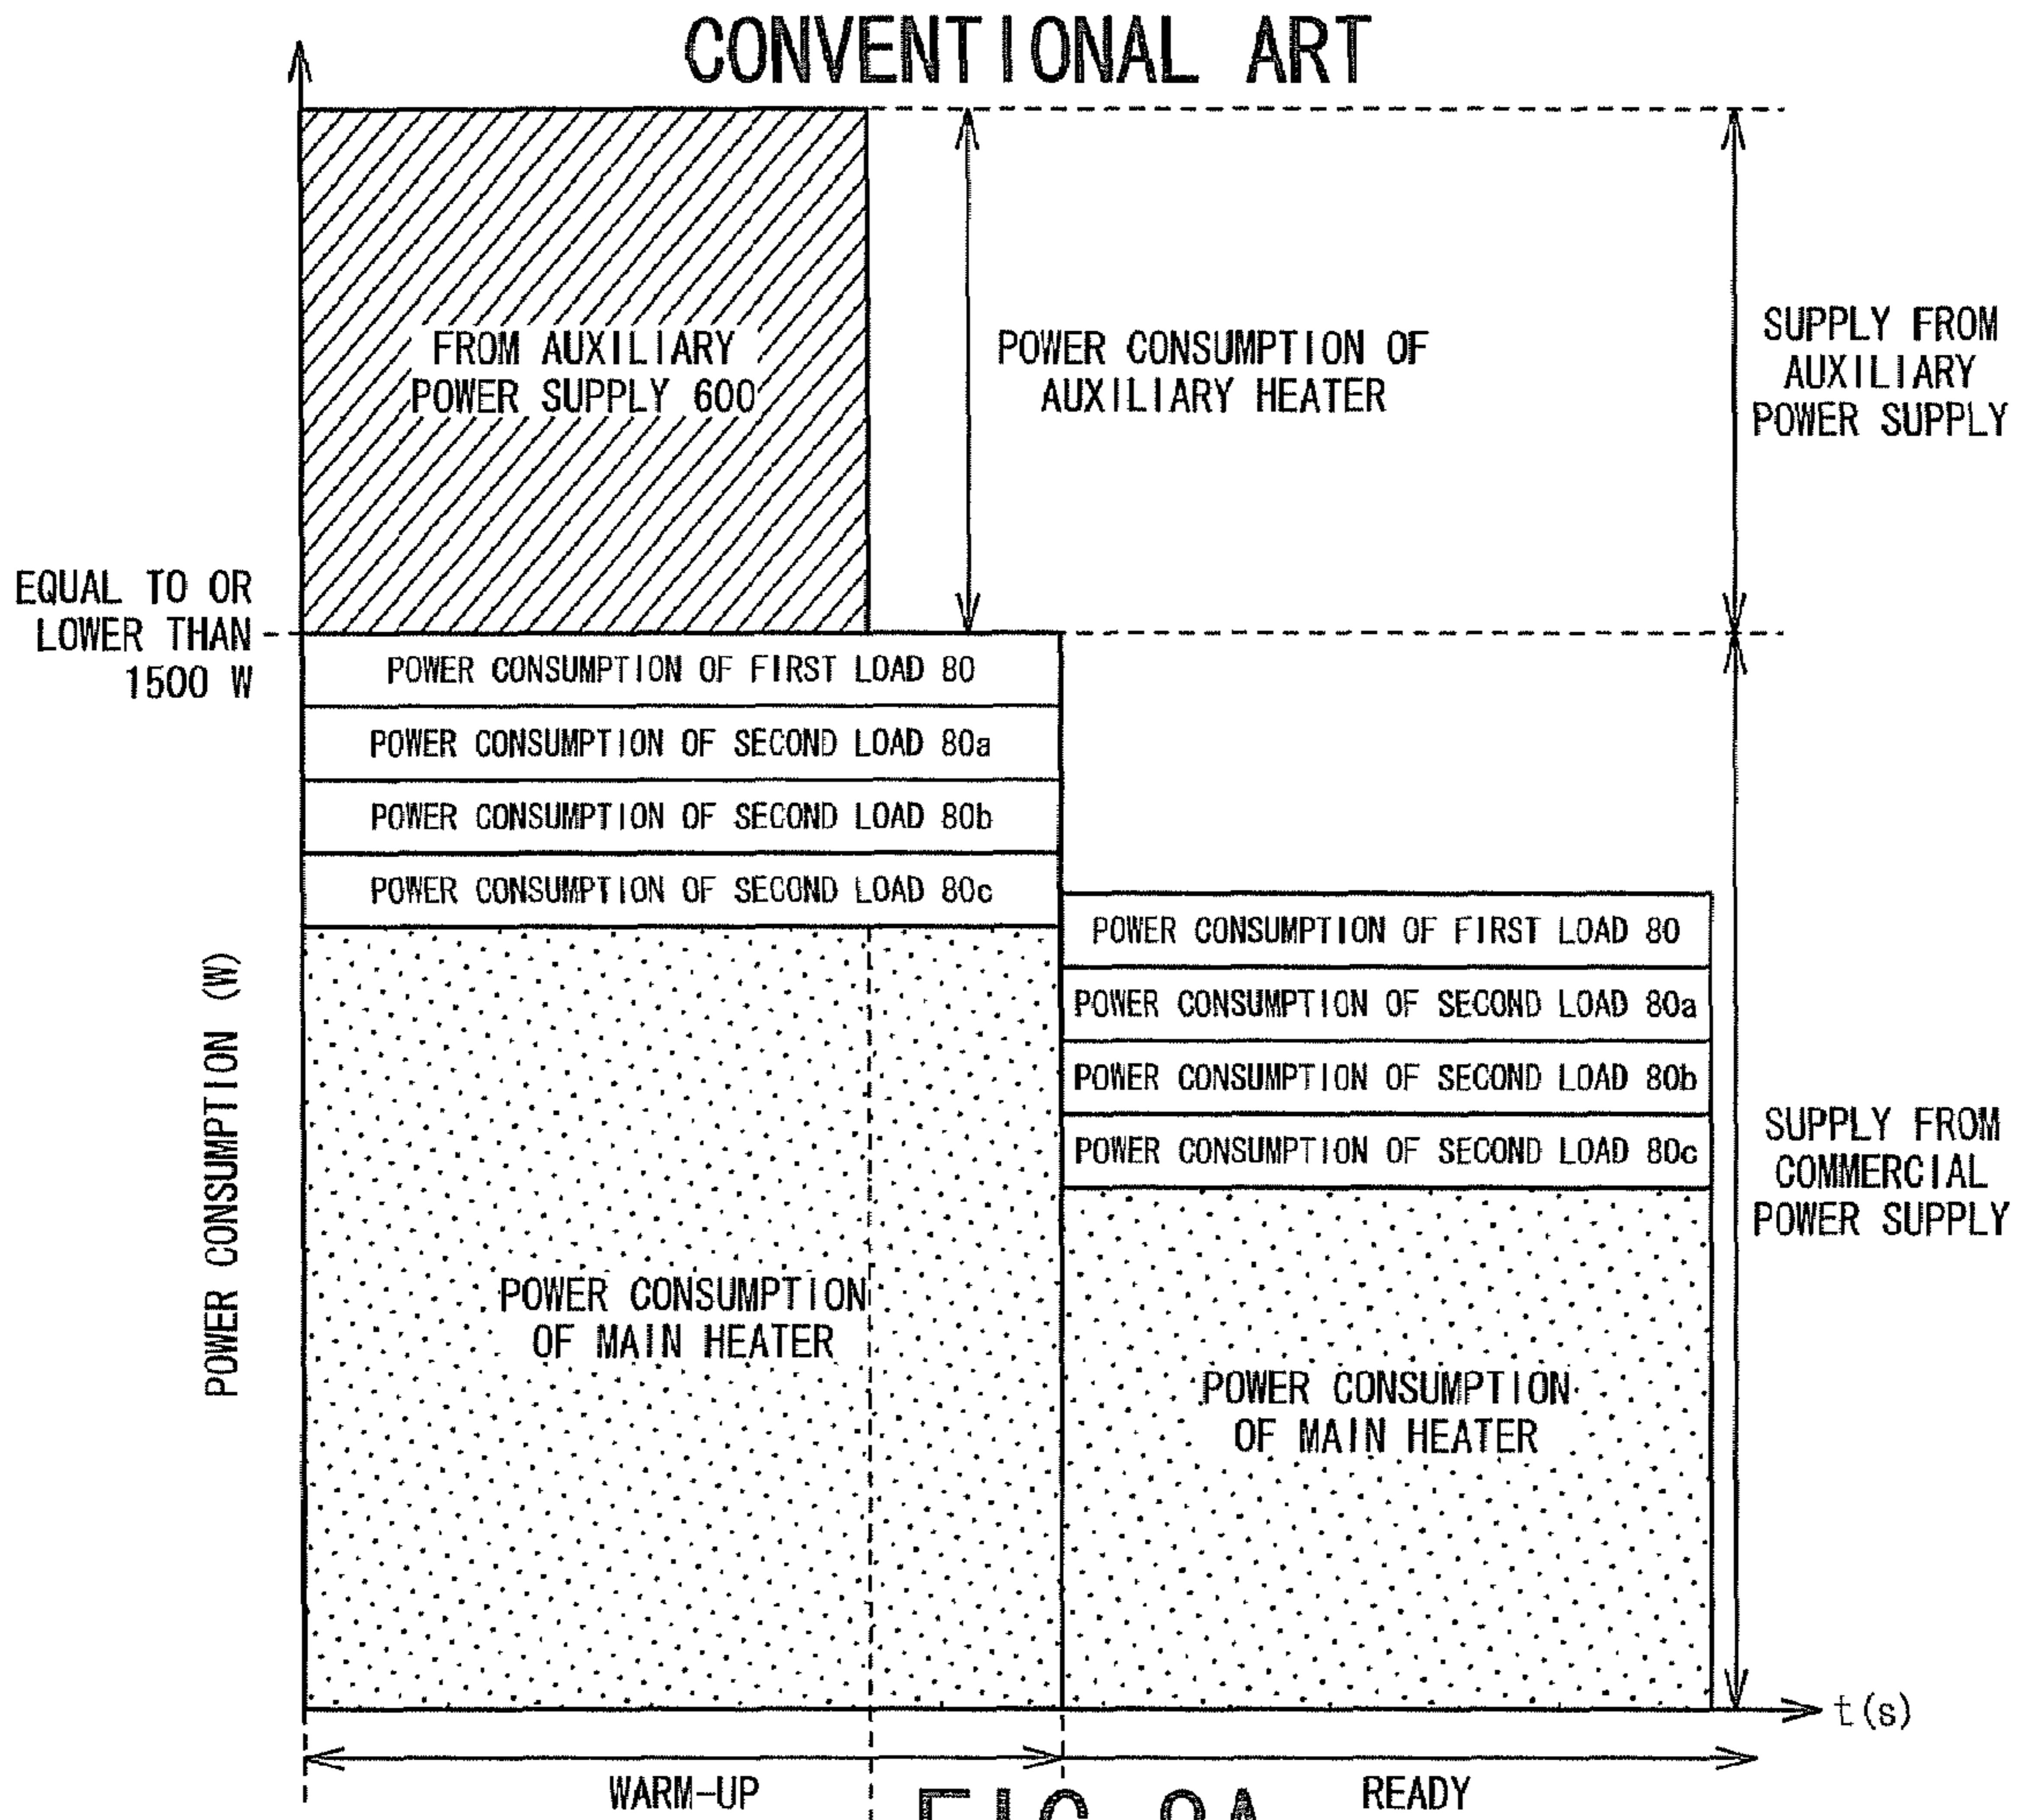 CONVENTIONAL ART
FROM AUXILIARY
POWER SUPPLY 600
POWER CONSUMPTION OF
AUXILIARY HEATER
SUPPLY FROM
AUXILIARY
POWER SUPPLY
EQUAL TO OR
LOWER THAN
1500 W
POWER CONSUMPTION OF FIRST LOAD 80
POWER CONSUMPTION OF SECOND LOAD 80a
POWER CONSUMPTION OF SECOND LOAD 80b
POWER CONSUMPTION OF SECOND LOAD 80c
POWER CONSUMPTION OF FIRST LOAD 80
POWER CONSUMPTION OF SECOND LOAD 80a
POWER CONSUMPTION OF SECOND LOAD 80b
POWER CONSUMPTION OF SECOND LOAD 80c
POWER CONSUMPTION (W)
SUPPLY FROM
COMMERCIAL
POWER SUPPLY
POWER CONSUMPTION
OF MAIN HEATER
POWER CONSUMPTION
OF MAIN HEATER
t(s)
WARM-UP
READY